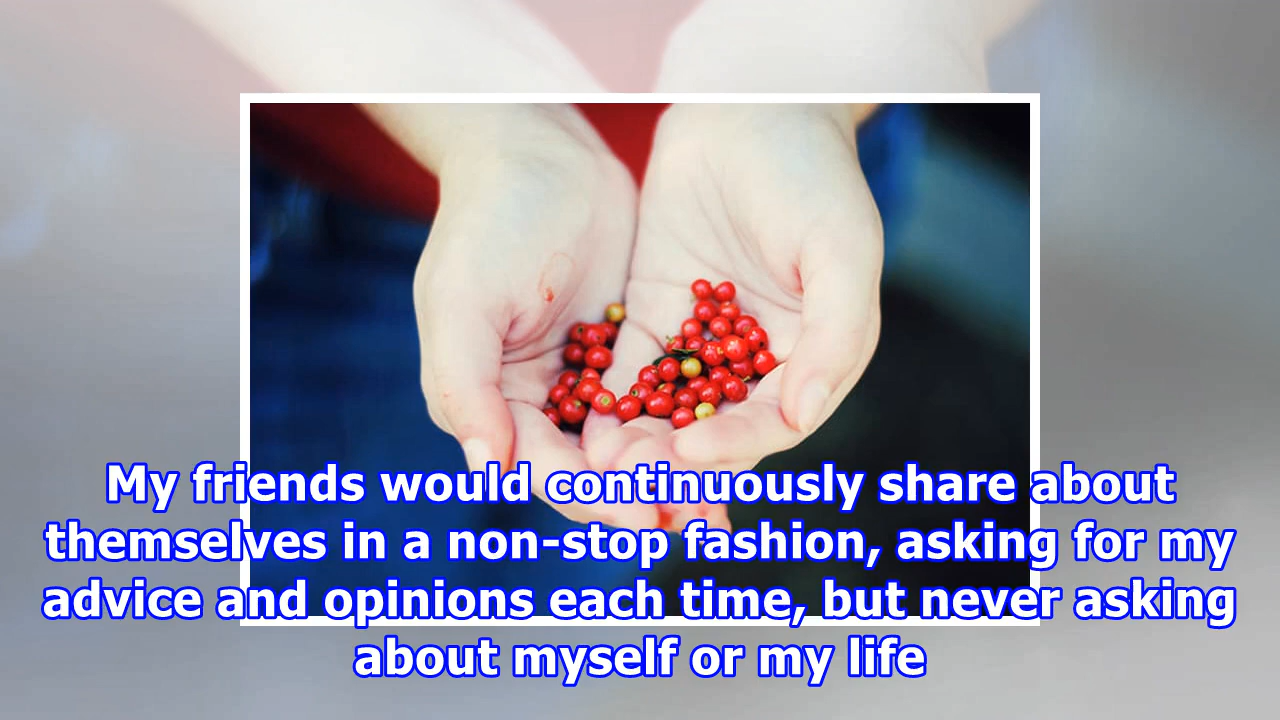 My friends would continuously share about
themselves in a non-stop fashion, asking for my
advice and opinions each time, but never asking
about myself or my life